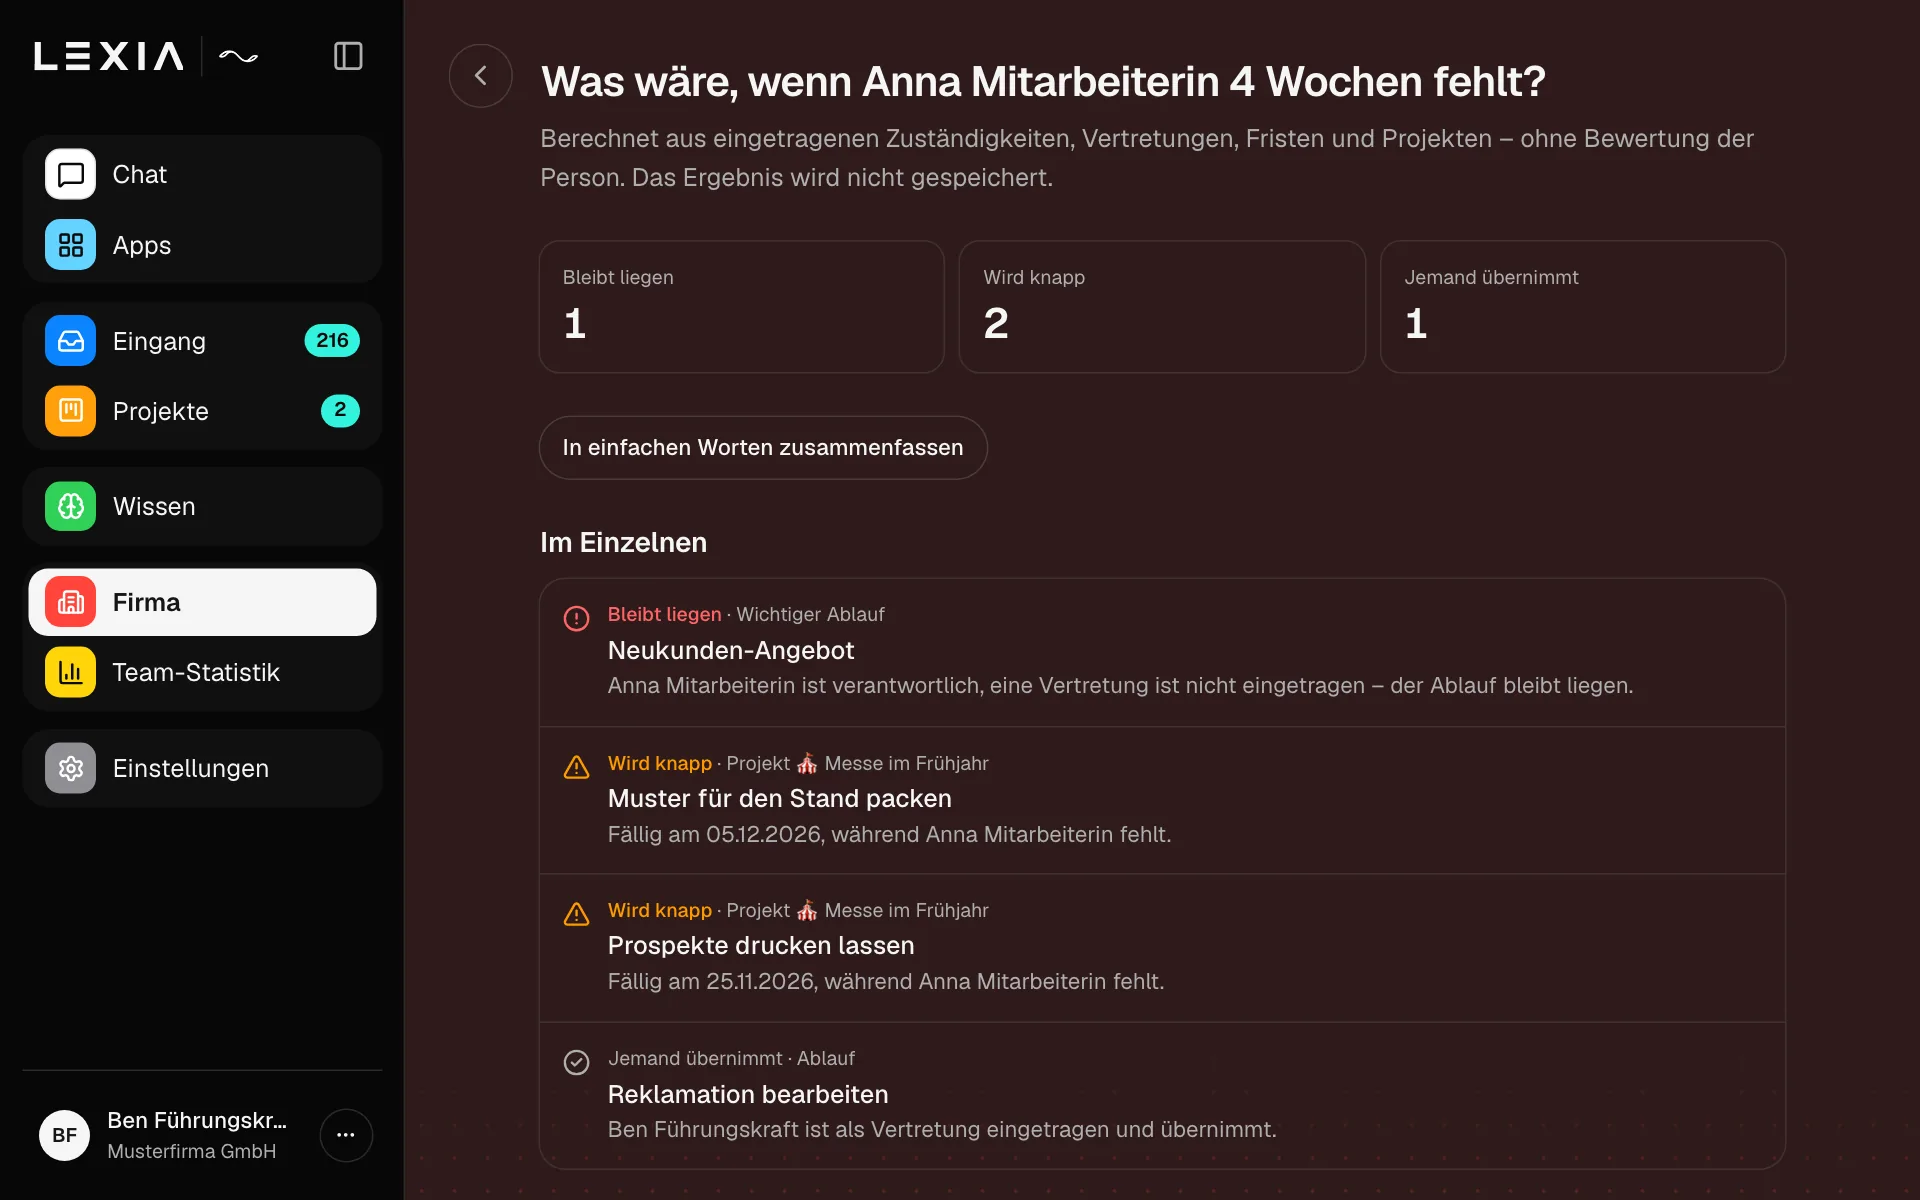 LEXIA
Chat
Apps
Eingang 216
Projekte 2
Wissen
Firma
Team-Statistik
Einstellungen
BF
Ben Führungskr...
Musterfirma GmbH
Was wäre, wenn Anna Mitarbeiterin 4 Wochen fehlt?
Berechnet aus eingetragenen Zuständigkeiten, Vertretungen, Fristen und Projekten – ohne Bewertung der
Person. Das Ergebnis wird nicht gespeichert.
Bleibt liegen
1
Wird knapp
2
Jemand übernimmt
1
In einfachen Worten zusammenfassen
Im Einzelnen
Bleibt liegen · Wichtiger Ablauf
Neukunden-Angebot
Anna Mitarbeiterin ist verantwortlich, eine Vertretung ist nicht eingetragen – der Ablauf bleibt liegen.
Wird knapp · Projekt 🎪 Messe im Frühjahr
Muster für den Stand packen
Fällig am 05.12.2026, während Anna Mitarbeiterin fehlt.
Wird knapp · Projekt 🎪 Messe im Frühjahr
Prospekte drucken lassen
Fällig am 25.11.2026, während Anna Mitarbeiterin fehlt.
Jemand übernimmt · Ablauf
Reklamation bearbeiten
Ben Führungskraft ist als Vertretung eingetragen und übernimmt.